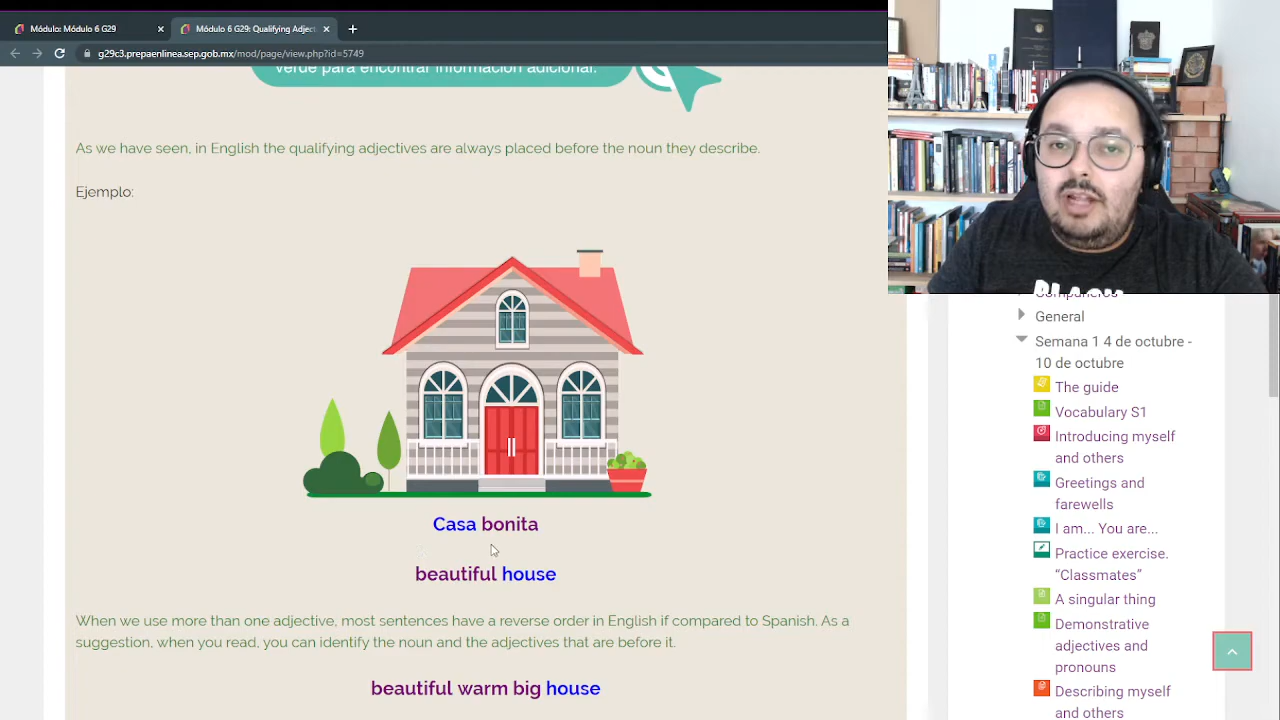 Módulo: Módulo 6 G29
Módulo 6 G29: Qualifying Adject
g29c3.prepaenlinea.sep.gob.mx/mod/page/view.php?id=5749
verde para encontrar información adicional.
As we have seen, in English the qualifying adjectives are always placed before the noun they describe.
Ejemplo:
Casa bonita
beautiful house
When we use more than one adjective, most sentences have a reverse order in English if compared to Spanish. As a
suggestion, when you read, you can identify the noun and the adjectives that are before it.
beautiful warm big house
BLACK
Compañeros
General
Semana 1 4 de octubre -
10 de octubre
The guide
Vocabulary S1
Introducing myself
and others
Greetings and
farewells
I am... You are...
Practice exercise.
“Classmates”
A singular thing
Demonstrative
adjectives and
pronouns
Describing myself
and others